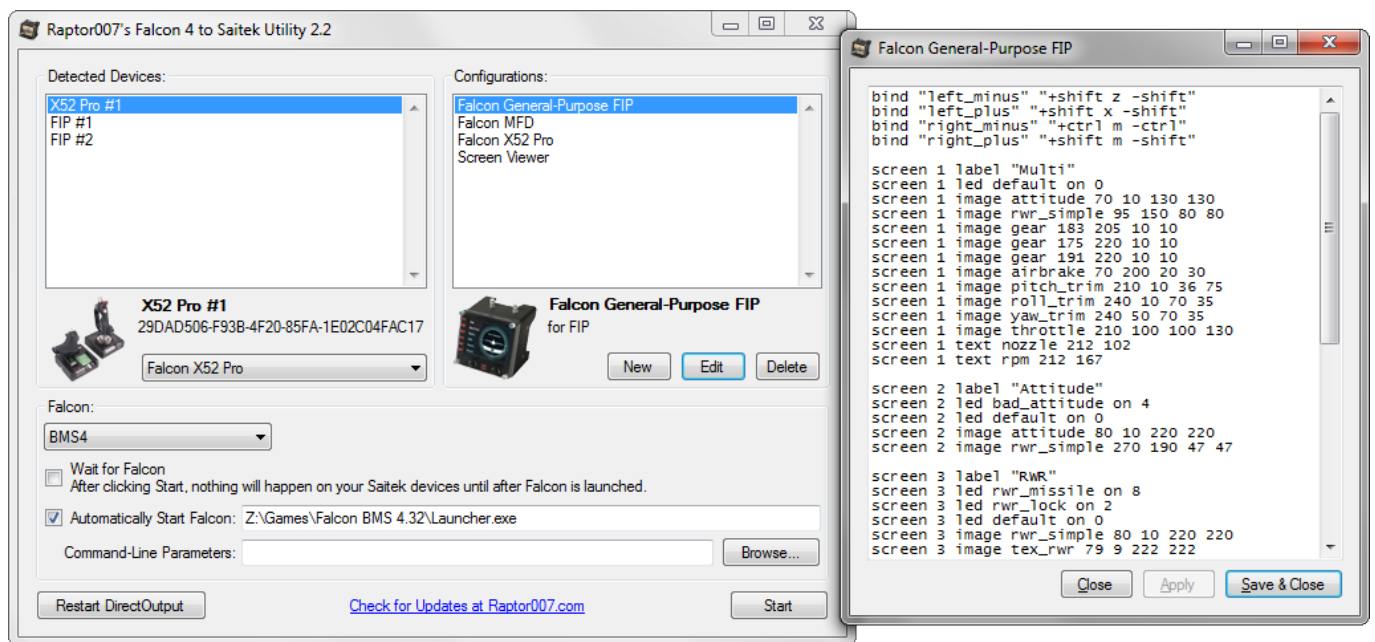 Raptor007's Falcon 4 to Saitek Utility 2.2
Detected Devices:
X52 Pro #1
FIP #1
FIP #2
X52 Pro #1
29DAD506-F93B-4F20-85FA-1E02C04FAC17
Falcon X52 Pro
Configurations:
Falcon General-Purpose FIP
Falcon MFD
Falcon X52 Pro
Screen Viewer
Falcon General-Purpose FIP
for FIP
New Edit Delete
Falcon:
BMS4
Wait for Falcon
After clicking Start, nothing will happen on your Saitek devices until after Falcon is launched.
Automatically Start Falcon: Z:\Games\Falcon BMS 4.32\Launcher.exe
Command-Line Parameters: Browse...
Restart DirectOutput Check for Updates at Raptor007.com Start
Falcon General-Purpose FIP
bind "left_minus" "+shift z -shift"
bind "left_plus" "+shift x -shift"
bind "right_minus" "+ctrl m -ctrl"
bind "right_plus" "+shift m -shift"
screen 1 label "Multi"
screen 1 led default on 0
screen 1 image attitude 70 10 130 130
screen 1 image rwr_simple 95 150 80 80
screen 1 image gear 183 205 10 10
screen 1 image gear 175 220 10 10
screen 1 image gear 191 220 10 10
screen 1 image airbrake 70 200 20 30
screen 1 image pitch_trim 210 10 36 75
screen 1 image roll_trim 240 10 70 35
screen 1 image yaw_trim 240 50 70 35
screen 1 image throttle 210 100 100 130
screen 1 text nozzle 212 102
screen 1 text rpm 212 167
screen 2 label "Attitude"
screen 2 led bad_attitude on 4
screen 2 led default on 0
screen 2 image attitude 80 10 220 220
screen 2 image rwr_simple 270 190 47 47
screen 3 label "RWR"
screen 3 led rwr_missile on 8
screen 3 led rwr_lock on 2
screen 3 led default on 0
screen 3 image rwr_simple 80 10 220 220
screen 3 image tex_rwr 79 9 222 222
Close Apply Save & Close